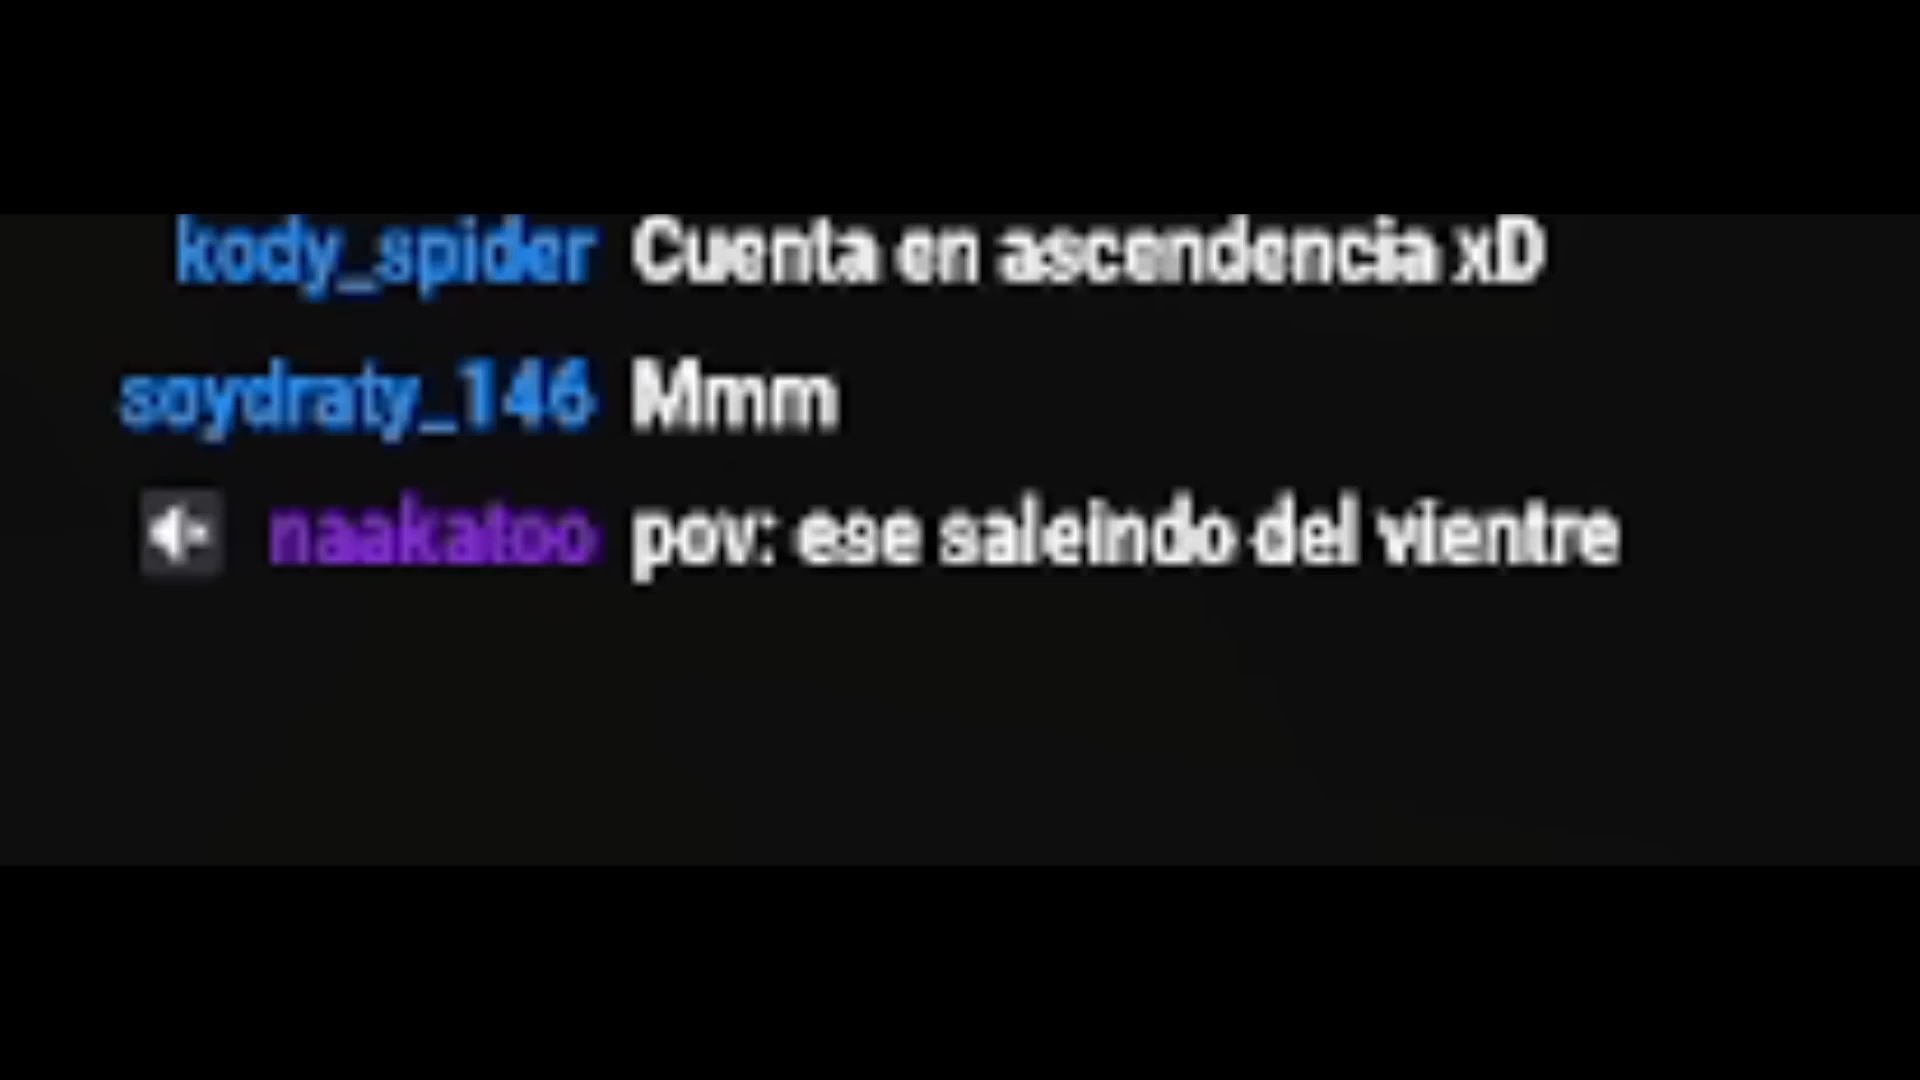 kody_spider Cuenta en ascendencia xD
soydraty_146 Mmm
naakatoo pov: ese saleindo del vientre